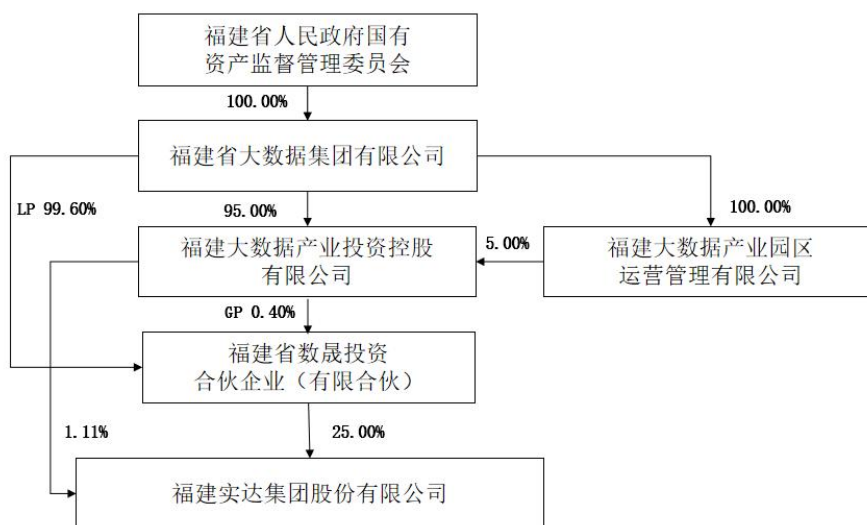 福建省人民政府国有
资产监督管理委员会
100.00%
福建省大数据集团有限公司
LP 99.60%
95.00%
100.00%
福建大数据产业投资控股
有限公司
5.00%
福建大数据产业园区
运营管理有限公司
GP 0.40%
福建省数晟投资
合伙企业（有限合伙）
1.11%
25.00%
福建实达集团股份有限公司